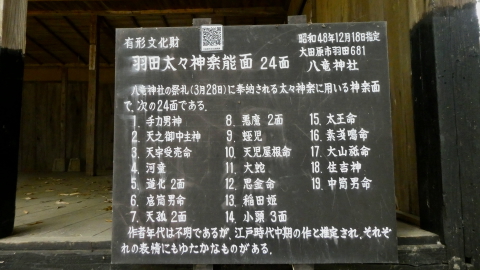 有形文化財
昭和48年12月18日指定
大田原市羽田681
羽田太々神楽能面 24面
八竜神社
八竜神社の祭礼(3月28日)に奉納される太々神楽に用いる神楽面
で、次の24面である.
1. 手力男神
2. 天之御中主神
3. 天宇受売命
4. 河童
5. 道化 2面
6. 底筒男命
7. 天狐 2面
8. 悪魔 2面
9. 蛭児
10. 天児屋根命
11. 大蛇
12. 思金命
13. 稲田姫
14. 小頭 3面
15. 太玉命
16. 素戔鳴命
17. 大山祗命
18. 住吉神
19. 中筒男命
作者年代は不明であるが、江戸時代中期の作と推定され、それぞ
れの表情にもゆたかなものがある.